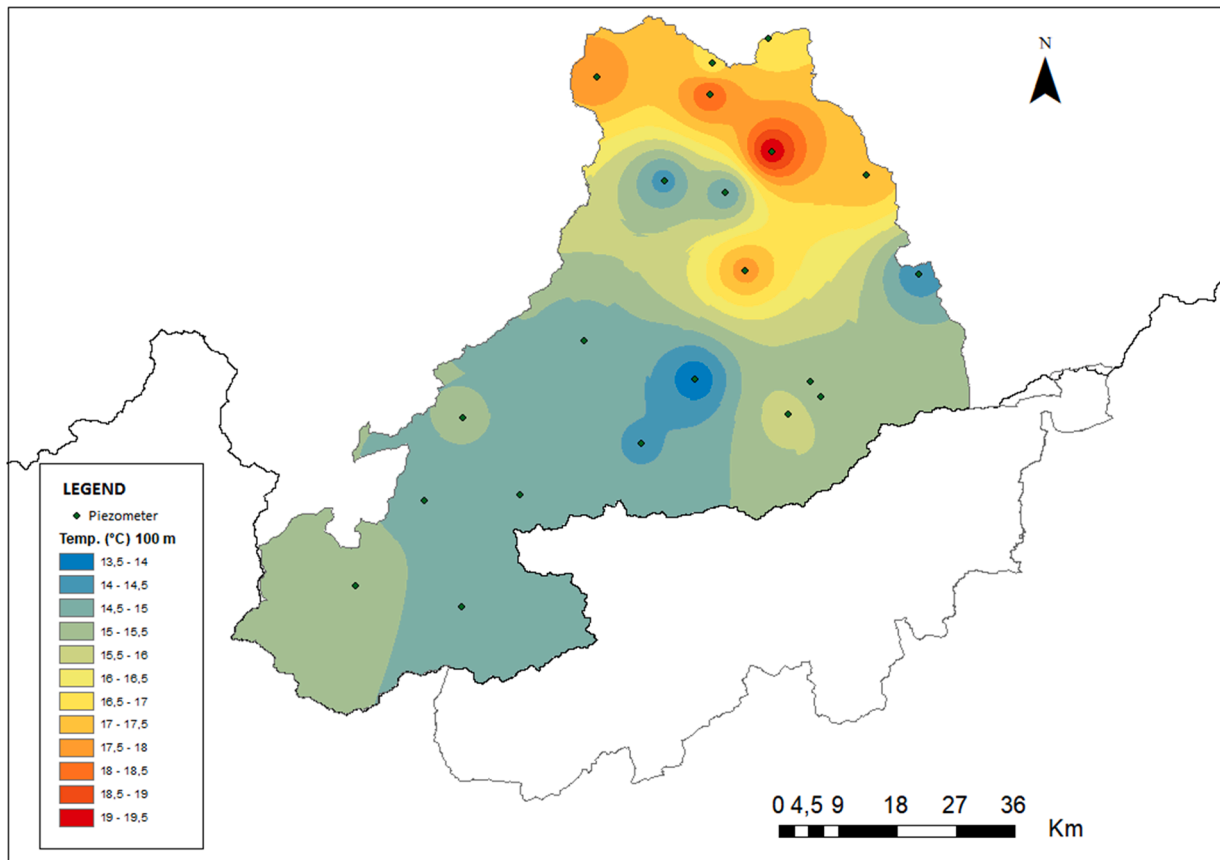 N
LEGEND
Piezometer
Temp. (°C) 100 m
13,5 - 14
14 - 14,5
14,5 - 15
15 - 15,5
15,5 - 16
16 - 16,5
16,5 - 17
17 - 17,5
17,5 - 18
18 - 18,5
18,5 - 19
19 - 19,5
0 4,5 9 18 27 36
Km